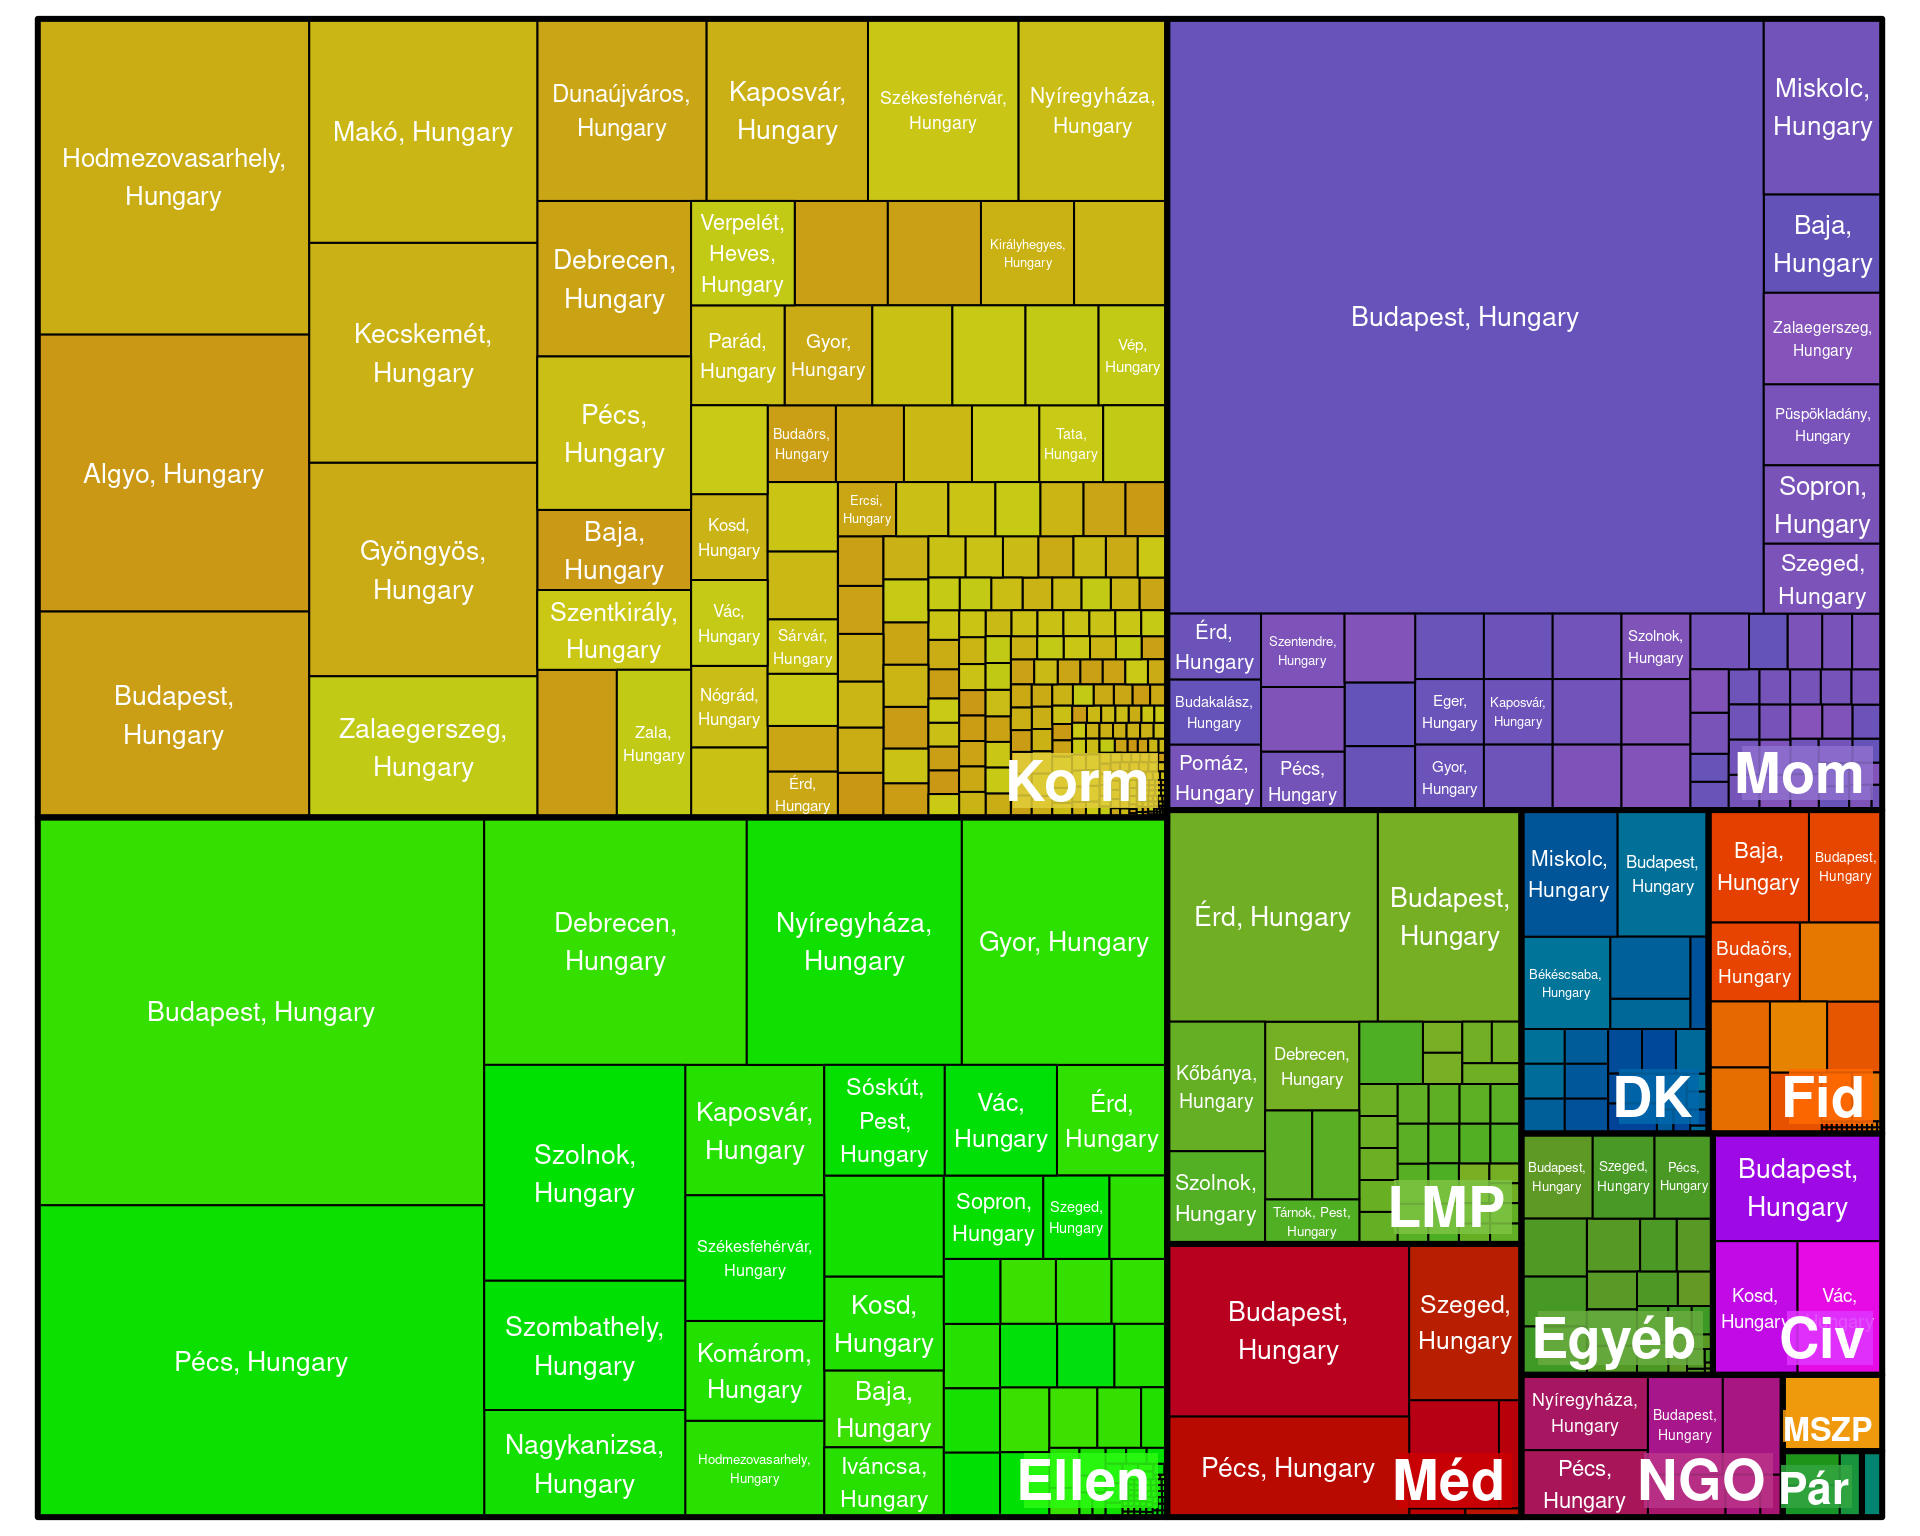 Hodmezovasarhely,
Hungary
Algyo, Hungary
Budapest,
Hungary
Makó, Hungary
Kecskemét,
Hungary
Gyöngyös,
Hungary
Zalaegerszeg,
Hungary
Dunaújváros,
Hungary
Kaposvár,
Hungary
Székesfehérvár,
Hungary
Nyíregyháza,
Hungary
Debrecen,
Hungary
Pécs,
Hungary
Baja,
Hungary
Szentkirály,
Hungary
Zala,
Hungary
Verpelét,
Heves,
Hungary
Királyhegyes,
Hungary
Parád,
Hungary
Gyor,
Hungary
Vép,
Hungary
Budaörs,
Hungary
Tata,
Hungary
Kosd,
Hungary
Ercsi,
Hungary
Vác,
Hungary
Sárvár,
Hungary
Nógrád,
Hungary
Érd,
Hungary
Korm
Budapest, Hungary
Miskolc,
Hungary
Baja,
Hungary
Zalaegerszeg,
Hungary
Püspökladány,
Hungary
Sopron,
Hungary
Szeged,
Hungary
Érd,
Hungary
Szentendre,
Hungary
Szolnok,
Hungary
Budakalász,
Hungary
Eger,
Hungary
Kaposvár,
Hungary
Pomáz,
Hungary
Pécs,
Hungary
Gyor,
Hungary
Mom
Budapest, Hungary
Pécs, Hungary
Debrecen,
Hungary
Nyíregyháza,
Hungary
Gyor, Hungary
Szolnok,
Hungary
Szombathely,
Hungary
Nagykanizsa,
Hungary
Kaposvár,
Hungary
Székesfehérvár,
Hungary
Komárom,
Hungary
Hodmezovasarhely,
Hungary
Sóskút,
Pest,
Hungary
Vác,
Hungary
Érd,
Hungary
Sopron,
Hungary
Szeged,
Hungary
Kosd,
Hungary
Baja,
Hungary
Iváncsa,
Hungary
Ellen
Érd, Hungary
Budapest,
Hungary
Kőbánya,
Hungary
Debrecen,
Hungary
Szolnok,
Hungary
Tárnok, Pest,
Hungary
LMP
Budapest,
Hungary
Szeged,
Hungary
Pécs, Hungary
Méd
Miskolc,
Hungary
Budapest,
Hungary
Békéscsaba,
Hungary
DK
Baja,
Hungary
Budapest,
Hungary
Budaörs,
Hungary
Fid
Budapest,
Hungary
Szeged,
Hungary
Pécs,
Hungary
Egyéb
Budapest,
Hungary
Kosd,
Hungary
Vác,
Hungary
Civ
Nyíregyháza,
Hungary
Budapest,
Hungary
Pécs,
Hungary
NGO
MSZP
Pár